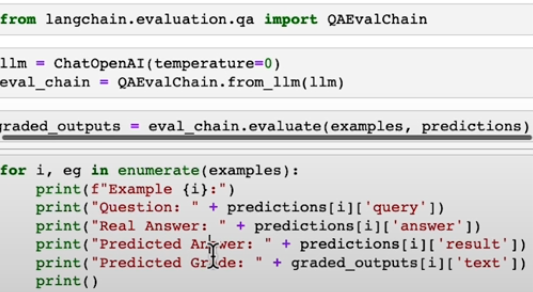 from langchain.evaluation.qa import QAEvalChain
llm = ChatOpenAI(temperature=0)
eval_chain = QAEvalChain.from_llm(llm)
graded_outputs = eval_chain.evaluate(examples, predictions)
for i, eg in enumerate(examples):
    print(f"Example {i}:")
    print("Question: " + predictions[i]['query'])
    print("Real Answer: " + predictions[i]['answer'])
    print("Predicted Answer: " + predictions[i]['result'])
    print("Predicted Grade: " + graded_outputs[i]['text'])
    print()